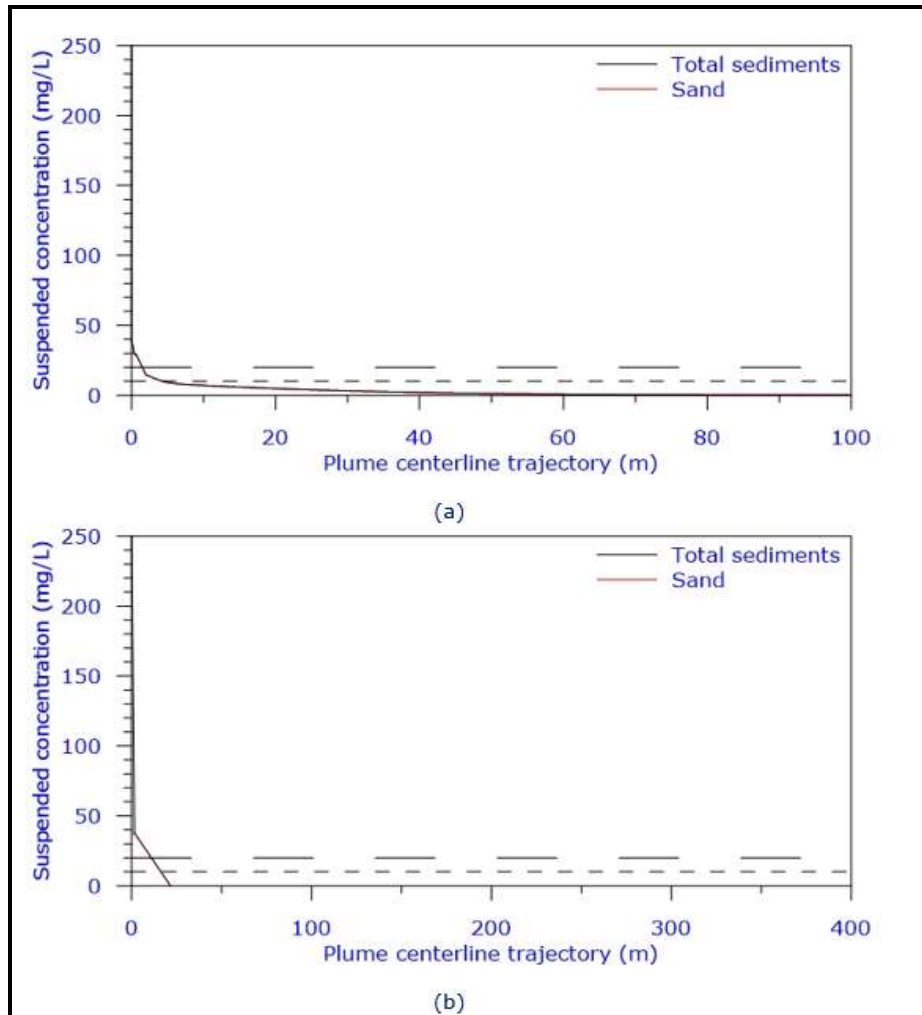 250
200
150
100
50
0
Suspended concentration (mg/L)
Total sediments
Sand
0 20 40 60 80 100
Plume centerline trajectory (m)
(a)
250
200
150
100
50
0
Suspended concentration (mg/L)
Total sediments
Sand
0 100 200 300 400
Plume centerline trajectory (m)
(b)